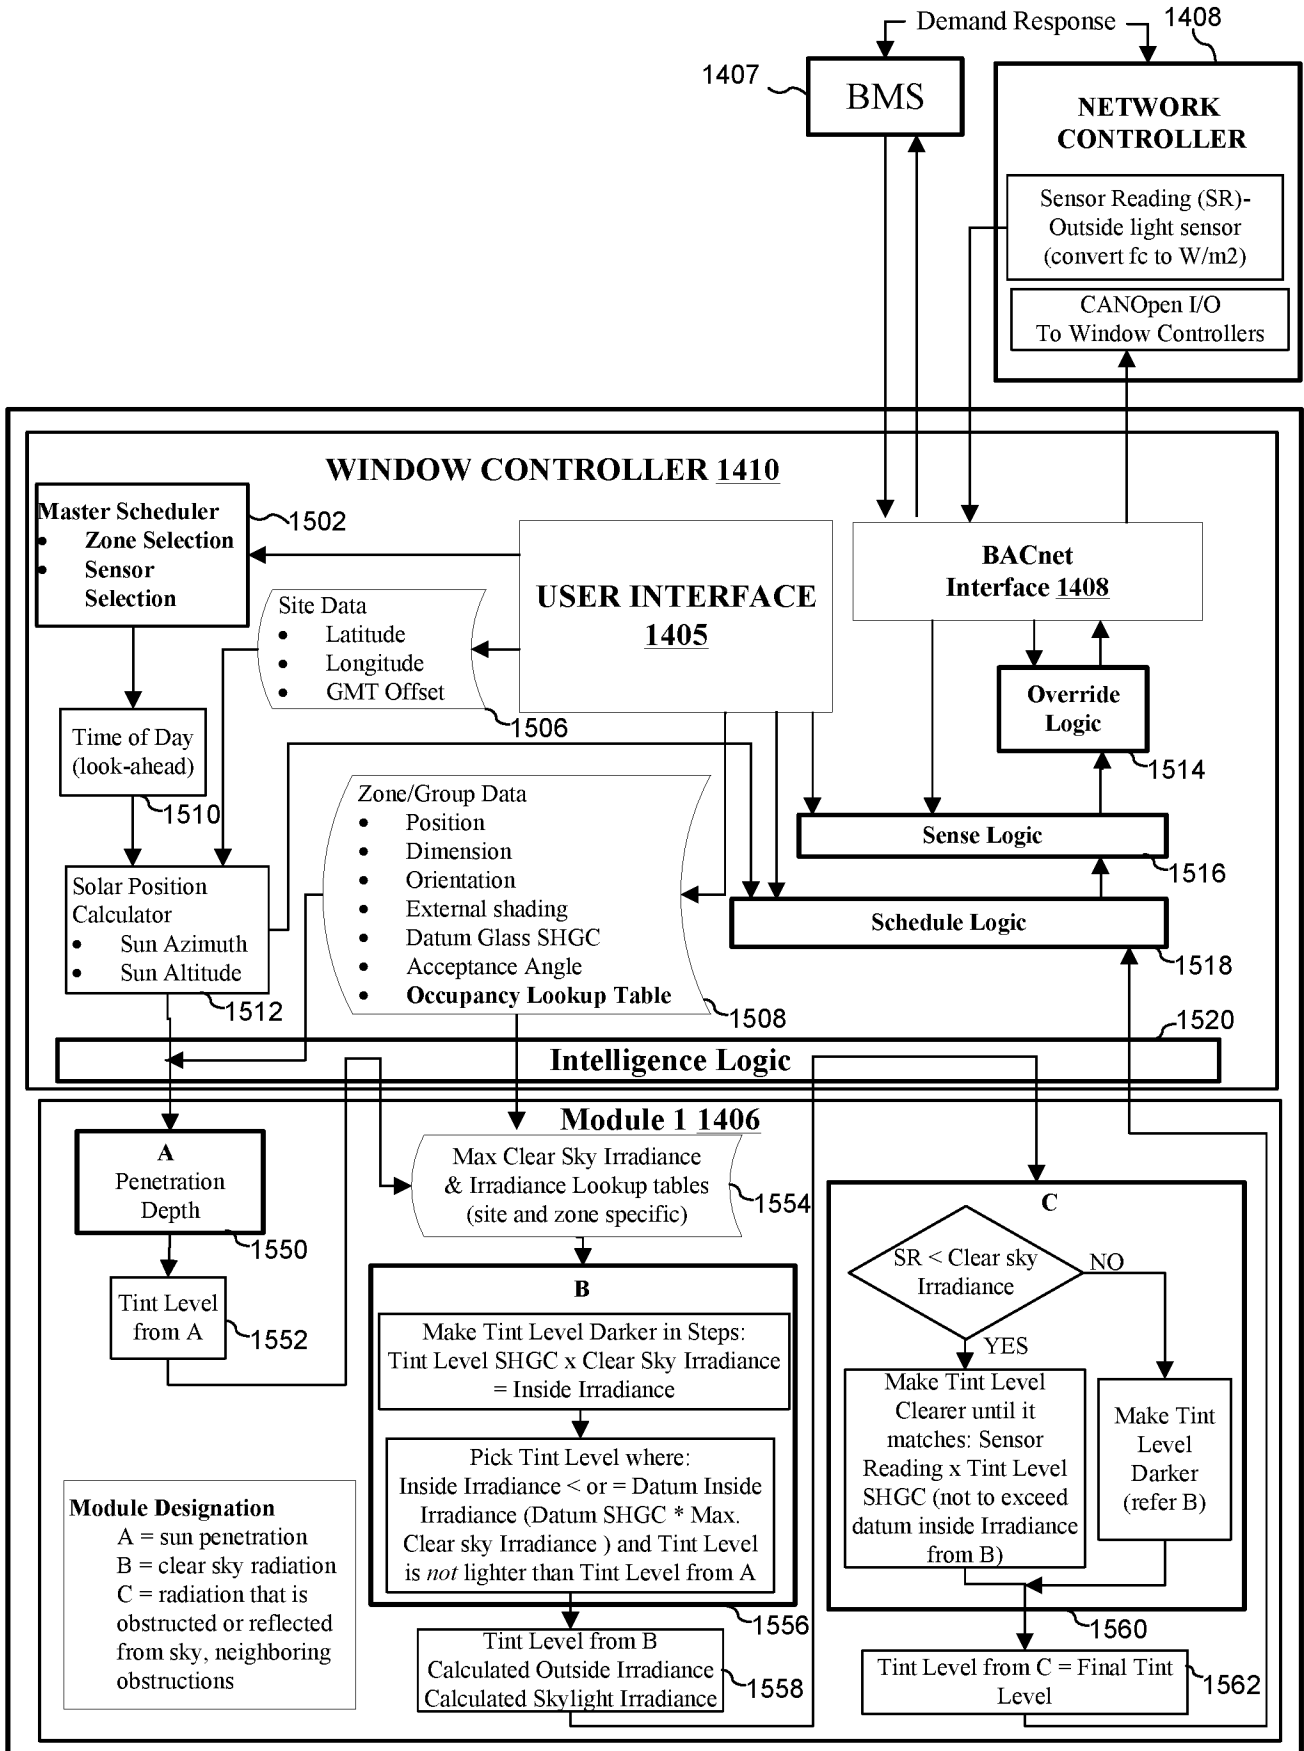 Demand Response
1408
1407
BMS
NETWORK
CONTROLLER
Sensor Reading (SR)-
Outside light sensor
(convert fc to W/m2)
CANOpen I/O
To Window Controllers
WINDOW CONTROLLER 1410
Master Scheduler
• Zone Selection
• Sensor
Selection
1502
USER INTERFACE
1405
BACnet
Interface 1408
Site Data
• Latitude
• Longitude
• GMT Offset
1506
Override
Logic
1514
Time of Day
(look-ahead)
1510
Zone/Group Data
• Position
• Dimension
• Orientation
• External shading
• Datum Glass SHGC
• Acceptance Angle
• Occupancy Lookup Table
1508
Sense Logic
1516
Solar Position
Calculator
• Sun Azimuth
• Sun Altitude
1512
Schedule Logic
1518
1520
Intelligence Logic
Module 1 1406
A
Penetration
Depth
1550
Max Clear Sky Irradiance
& Irradiance Lookup tables
(site and zone specific)
1554
Tint Level
from A
1552
B
Make Tint Level Darker in Steps:
Tint Level SHGC x Clear Sky Irradiance
= Inside Irradiance
Pick Tint Level where:
Inside Irradiance < or = Datum Inside
Irradiance (Datum SHGC * Max.
Clear sky Irradiance ) and Tint Level
is not lighter than Tint Level from A
1556
Tint Level from B
Calculated Outside Irradiance
Calculated Skylight Irradiance
1558
C
SR < Clear sky
Irradiance
NO
YES
Make Tint Level
Clearer until it
matches: Sensor
Reading x Tint Level
SHGC (not to exceed
datum inside Irradiance
from B)
Make Tint
Level
Darker
(refer B)
1560
Tint Level from C = Final Tint
Level
1562
Module Designation
A = sun penetration
B = clear sky radiation
C = radiation that is
obstructed or reflected
from sky, neighboring
obstructions